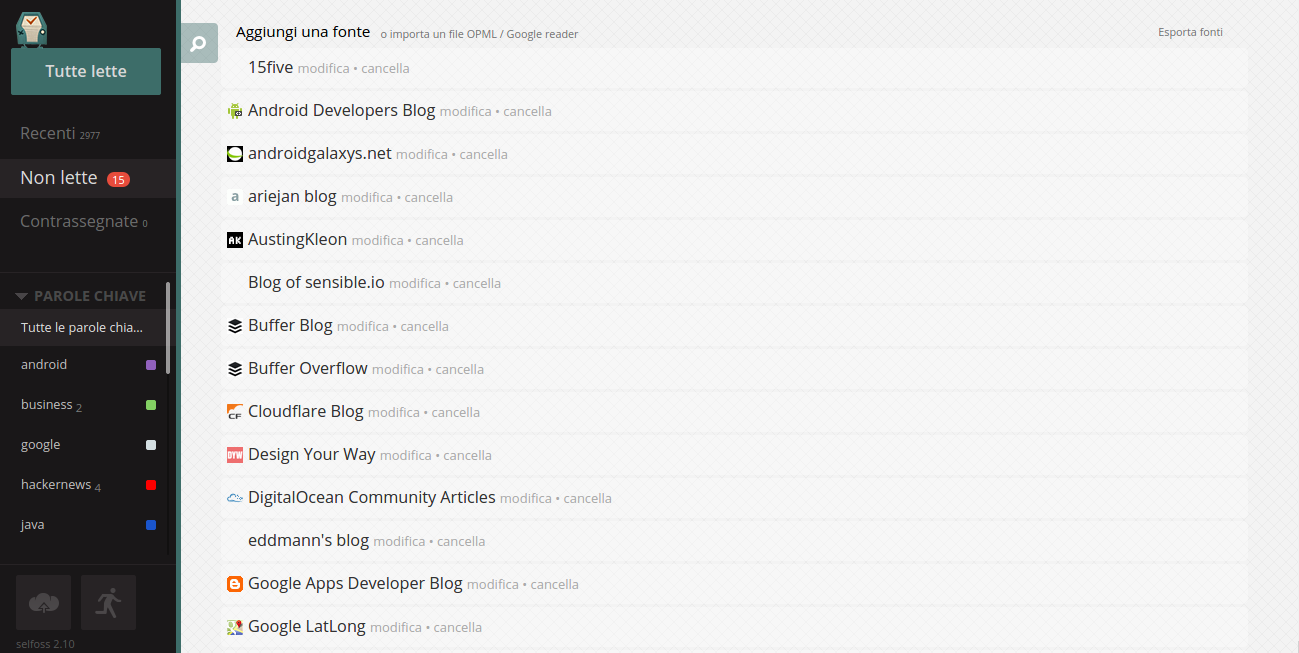 Tutte lette
Recenti 2977
Non lette 15
Contrassegnate 0
PAROLE CHIAVE
Tutte le parole chia...
android
business 2
google
hackernews 4
java
selfoss 2.10
Aggiungi una fonte o importa un file OPML / Google reader
Esporta fonti
15five modifica • cancella
Android Developers Blog modifica • cancella
androidgalaxys.net modifica • cancella
a ariejan blog modifica • cancella
AK AustingKleon modifica • cancella
Blog of sensible.io modifica • cancella
Buffer Blog modifica • cancella
Buffer Overflow modifica • cancella
CF Cloudflare Blog modifica • cancella
DYW Design Your Way modifica • cancella
DigitalOcean Community Articles modifica • cancella
eddmann's blog modifica • cancella
Google Apps Developer Blog modifica • cancella
Google LatLong modifica • cancella